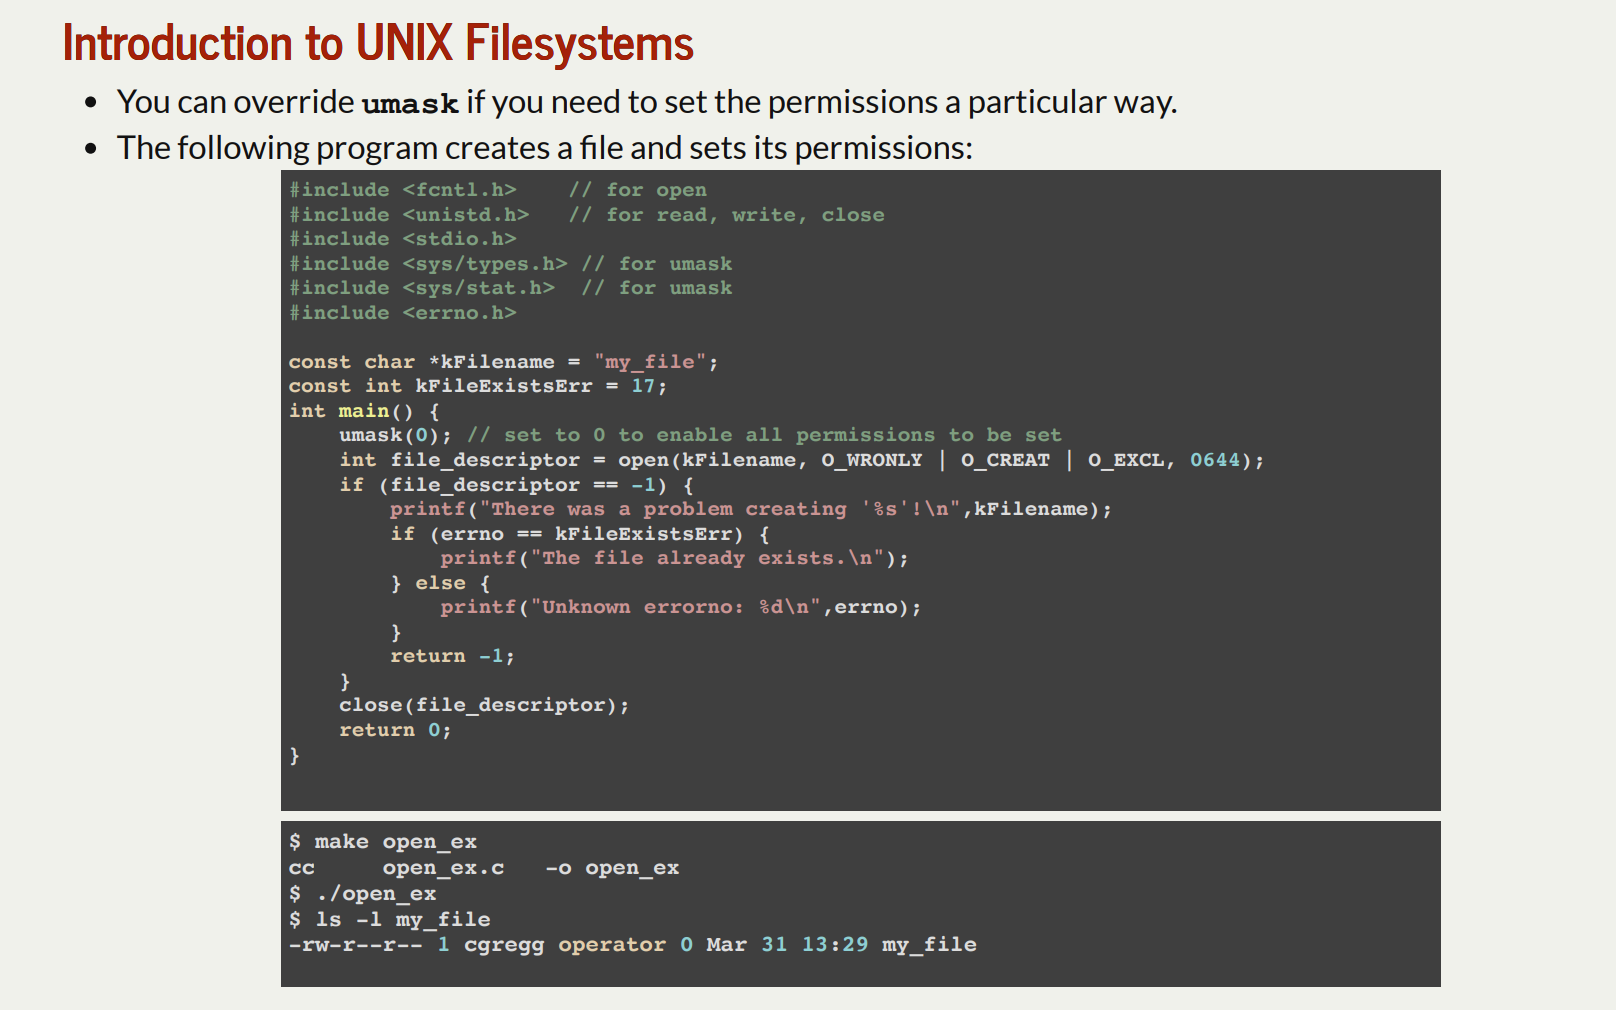 Introduction to UNIX Filesystems
• You can override umask if you need to set the permissions a particular way.
• The following program creates a file and sets its permissions:
#include <fcntl.h>    // for open
#include <unistd.h>   // for read, write, close
#include <stdio.h>
#include <sys/types.h> // for umask
#include <sys/stat.h>  // for umask
#include <errno.h>

const char *kFilename = "my_file";
const int kFileExistsErr = 17;
int main() {
    umask(0); // set to 0 to enable all permissions to be set
    int file_descriptor = open(kFilename, O_WRONLY | O_CREAT | O_EXCL, 0644);
    if (file_descriptor == -1) {
        printf("There was a problem creating '%s'!\n",kFilename);
        if (errno == kFileExistsErr) {
            printf("The file already exists.\n");
        } else {
            printf("Unknown errorno: %d\n",errno);
        }
        return -1;
    }
    close(file_descriptor);
    return 0;
}
$ make open_ex
cc     open_ex.c   -o open_ex
$ ./open_ex
$ ls -l my_file
-rw-r--r-- 1 cgregg operator 0 Mar 31 13:29 my_file